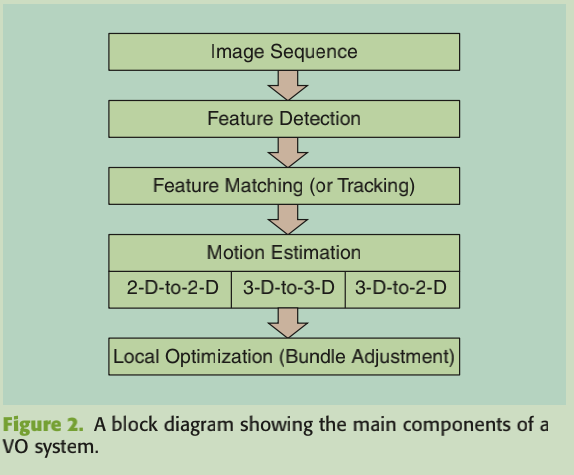 Image Sequence
Feature Detection
Feature Matching (or Tracking)
Motion Estimation
2-D-to-2-D 3-D-to-3-D 3-D-to-2-D
Local Optimization (Bundle Adjustment)
Figure 2. A block diagram showing the main components of a
VO system.